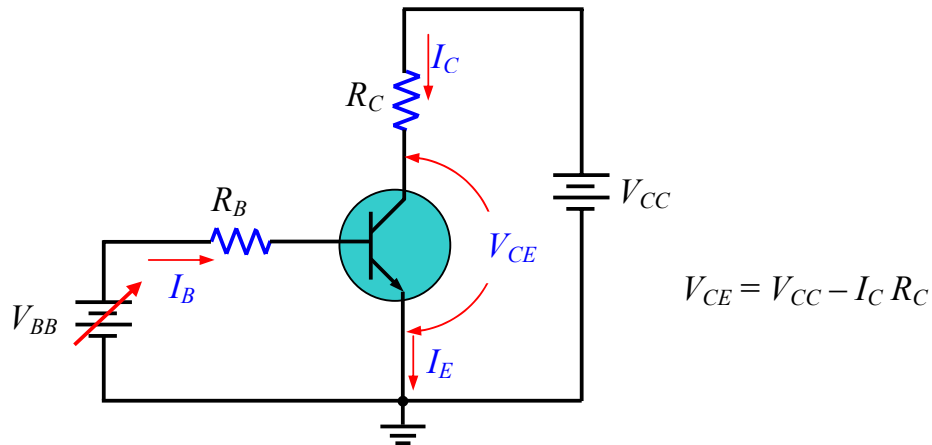 I_C
R_C
R_B
V_CC
V_CE
V_CE = V_CC – I_C R_C
I_B
V_BB
I_E